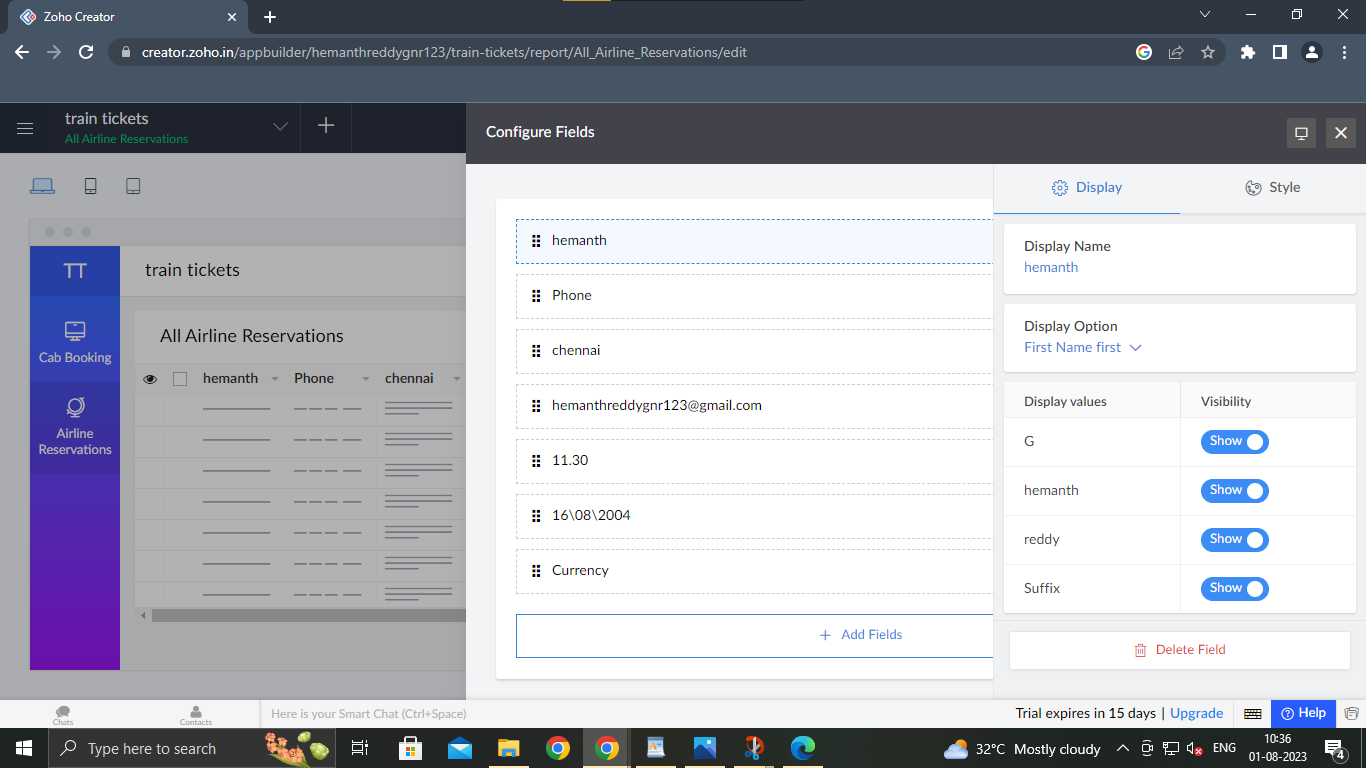 Zoho Creator
creator.zoho.in/appbuilder/hemanthreddygnr123/train-tickets/report/All_Airline_Reservations/edit
train tickets
All Airline Reservations
TT
train tickets
Cab Booking
Airline
Reservations
All Airline Reservations
hemanth Phone chennai
Configure Fields
hemanth
Phone
chennai
hemanthreddygnr123@gmail.com
11.30
16\08\2004
Currency
Add Fields
Display Style
Display Name
hemanth
Display Option
First Name first
Display values Visibility
G Show
hemanth Show
reddy Show
Suffix Show
Delete Field
Chats Contacts Here is your Smart Chat (Ctrl+Space)
Trial expires in 15 days | Upgrade Help
Type here to search
32°C Mostly cloudy ENG
10:36
01-08-2023
4